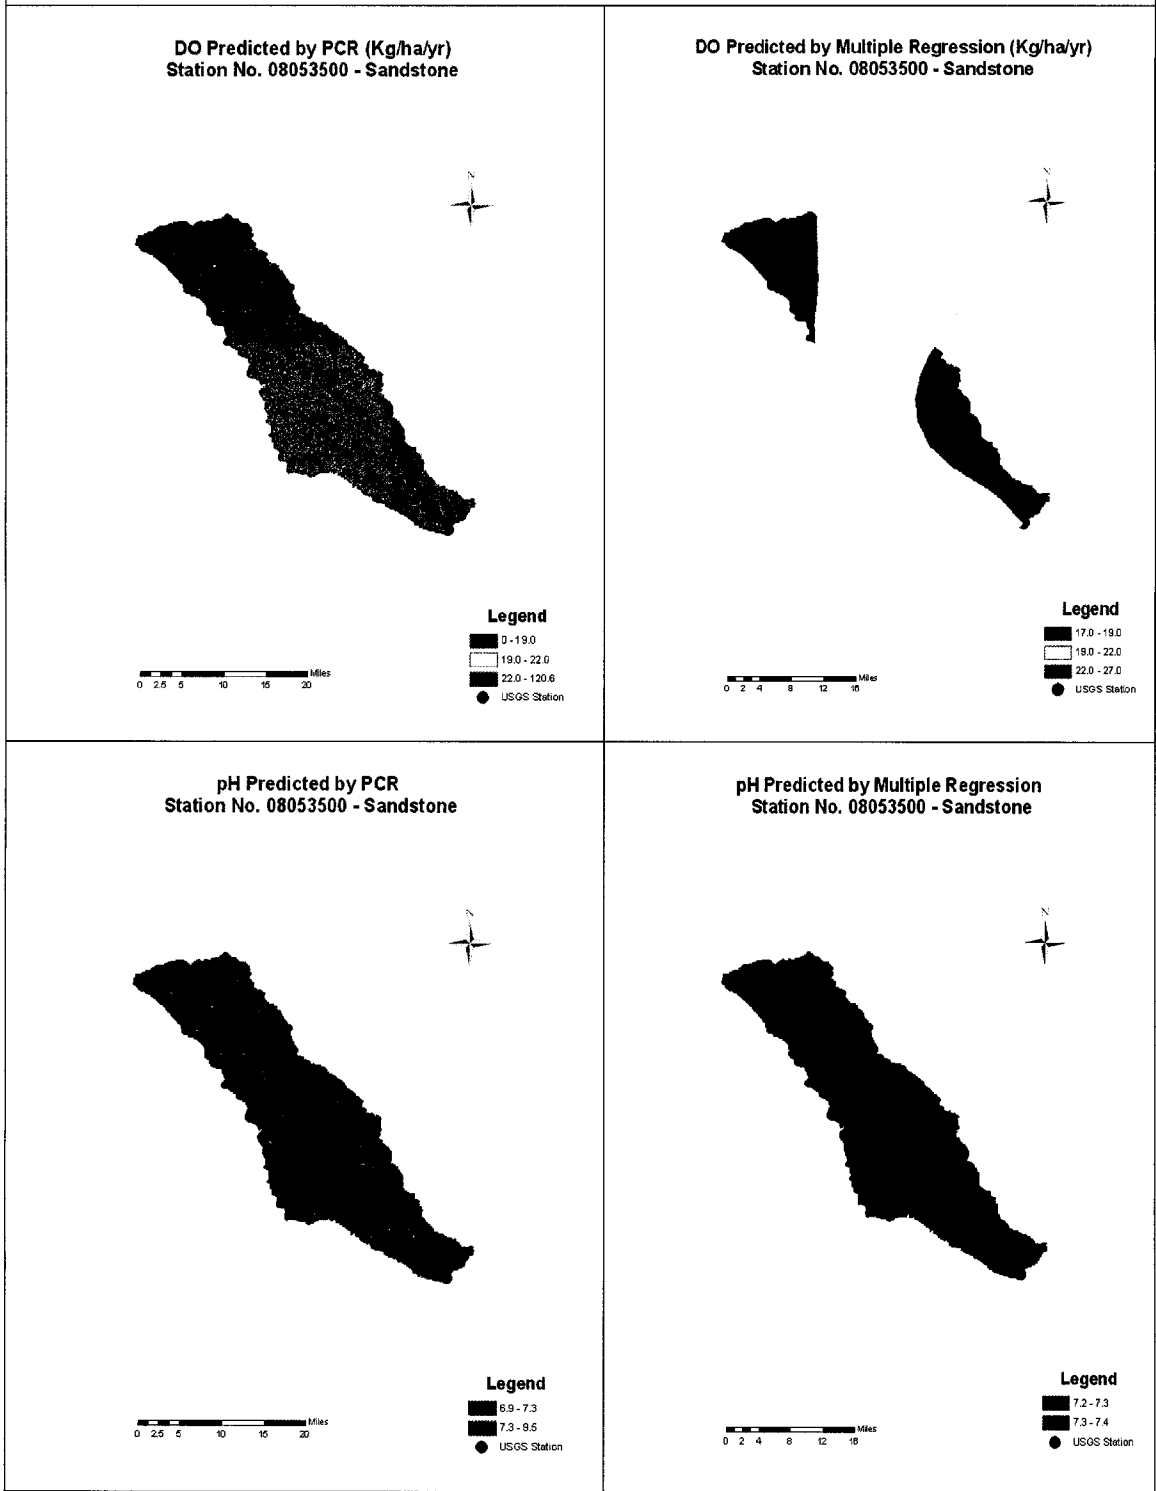 DO Predicted by PCR (Kg/ha/yr)
Station No. 08053500 - Sandstone
N
Legend
0 - 19.0
19.0 - 22.0
22.0 - 120.6
USGS Station
Miles
0 2.5 5 10 15 20
DO Predicted by Multiple Regression (Kg/ha/yr)
Station No. 08053500 - Sandstone
N
Legend
17.0 - 19.0
19.0 - 22.0
22.0 - 27.0
USGS Station
Miles
0 2 4 8 12 16
pH Predicted by PCR
Station No. 08053500 - Sandstone
N
Legend
6.9 - 7.3
7.3 - 9.5
USGS Station
Miles
0 2.5 5 10 15 20
pH Predicted by Multiple Regression
Station No. 08053500 - Sandstone
N
Legend
7.2 - 7.3
7.3 - 7.4
USGS Station
Miles
0 2 4 8 12 16